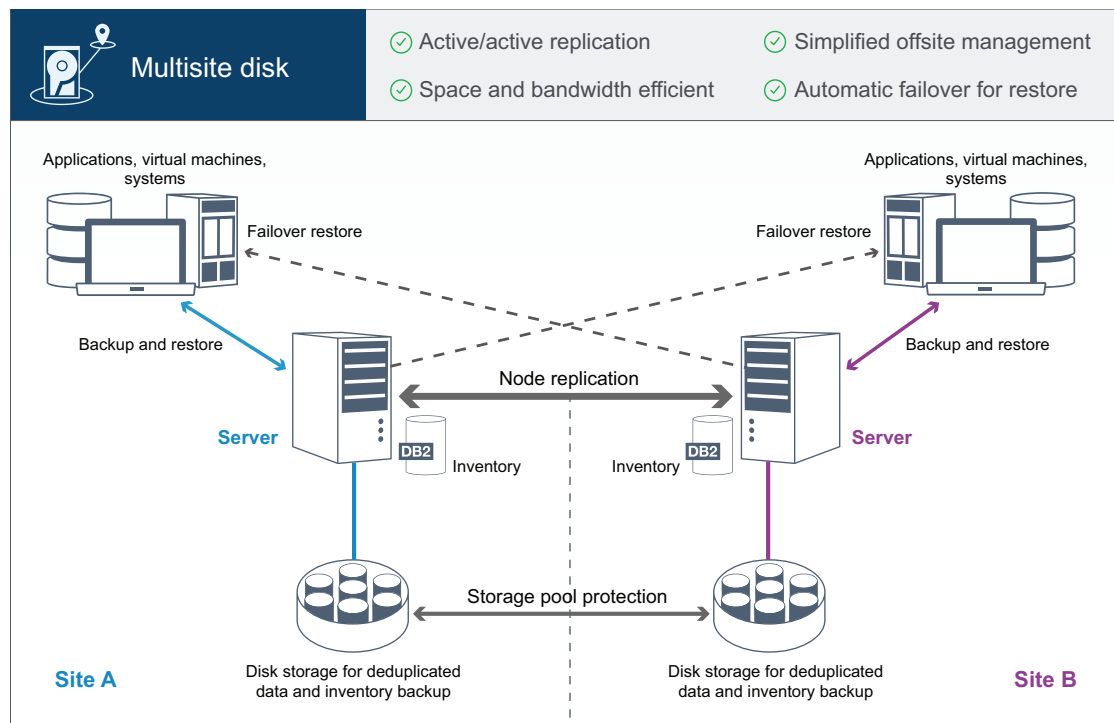 Multisite disk
Active/active replication
Simplified offsite management
Space and bandwidth efficient
Automatic failover for restore
Applications, virtual machines,
systems
Applications, virtual machines,
systems
Failover restore
Failover restore
Backup and restore
Backup and restore
Node replication
Server
Server
DB2
Inventory
Inventory
DB2
Storage pool protection
Disk storage for deduplicated
data and inventory backup
Disk storage for deduplicated
data and inventory backup
Site A
Site B